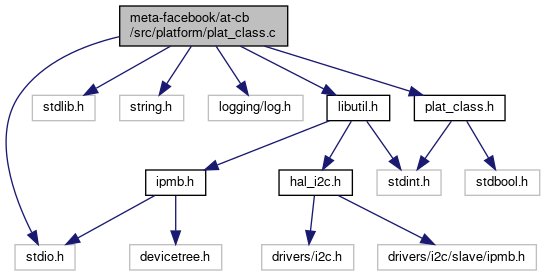 meta-facebook/at-cb
/src/platform/plat_class.c
stdlib.h
string.h
logging/log.h
libutil.h
plat_class.h
ipmb.h
hal_i2c.h
stdint.h
stdbool.h
stdio.h
devicetree.h
drivers/i2c.h
drivers/i2c/slave/ipmb.h